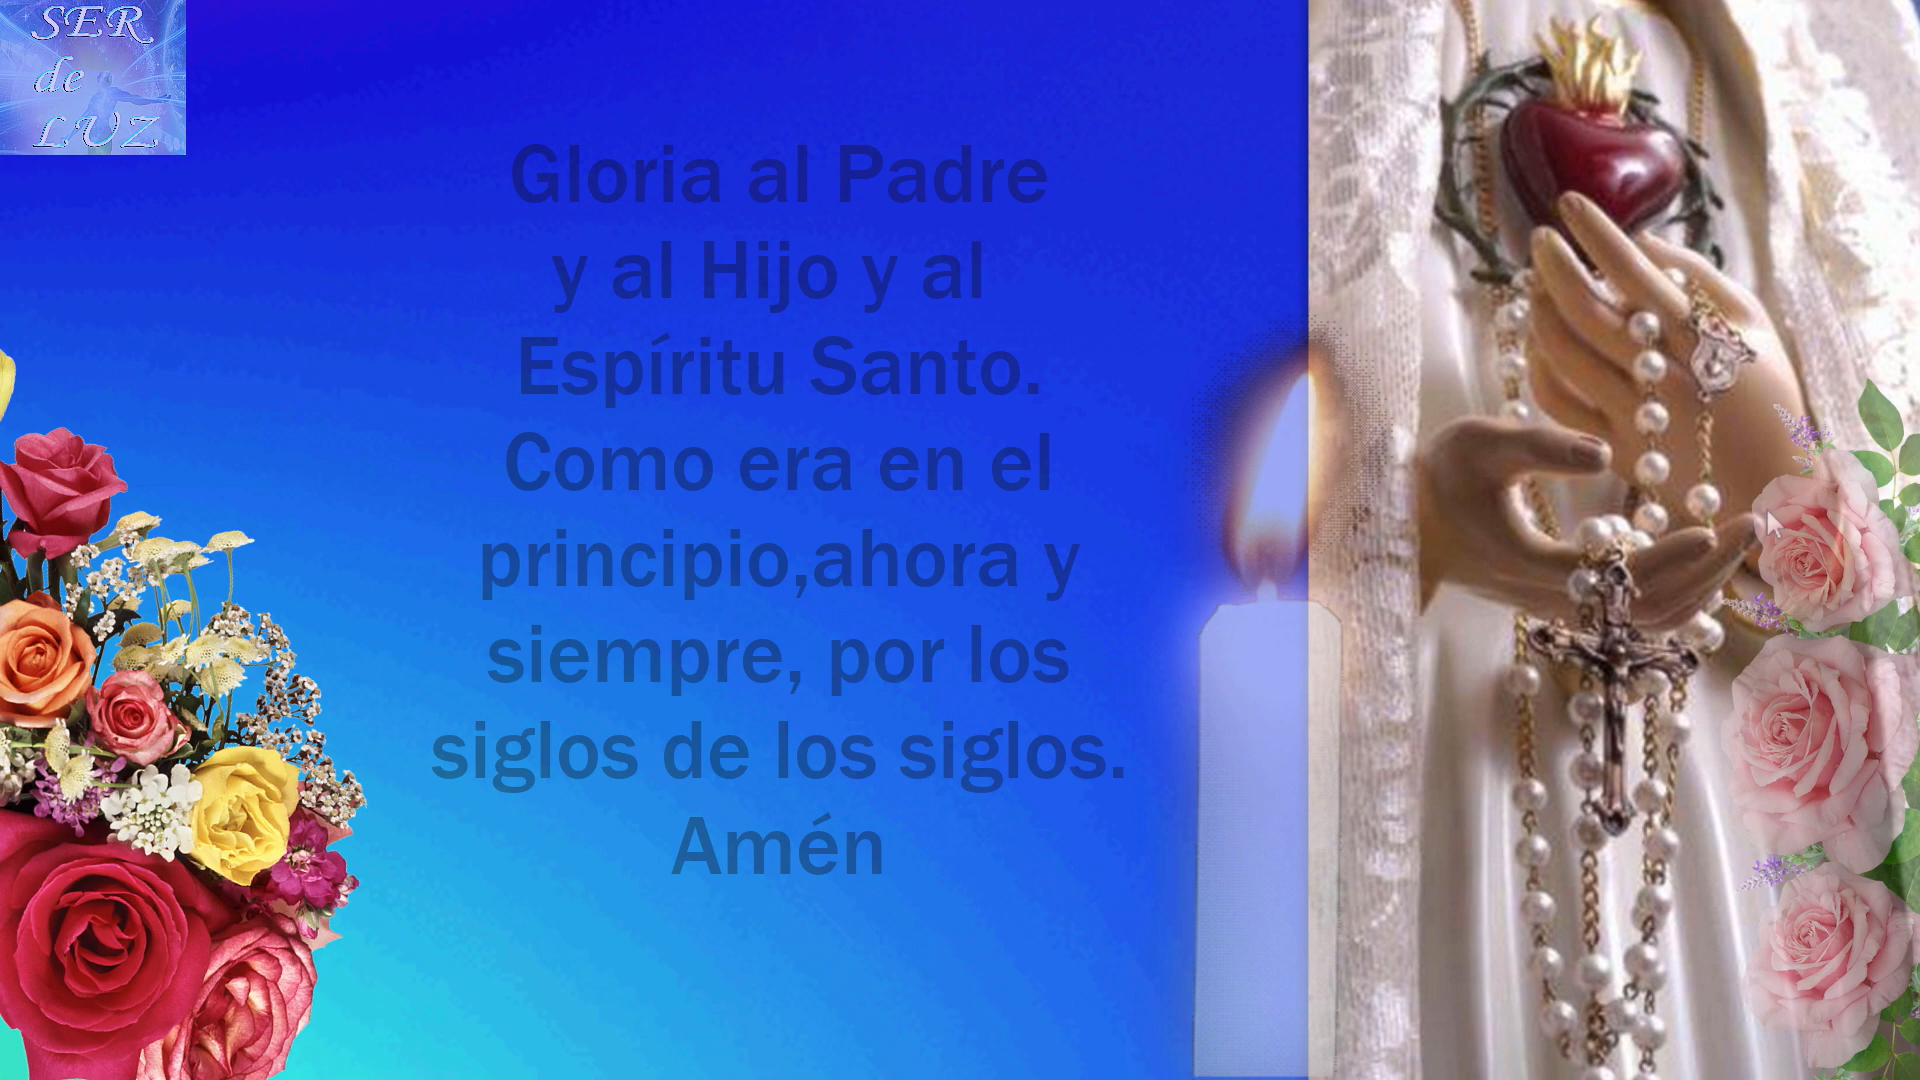 SER
de
LUZ
Gloria al Padre
y al Hijo y al
Espíritu Santo.
Como era en el
principio,ahora y
siempre, por los
siglos de los siglos.
Amén